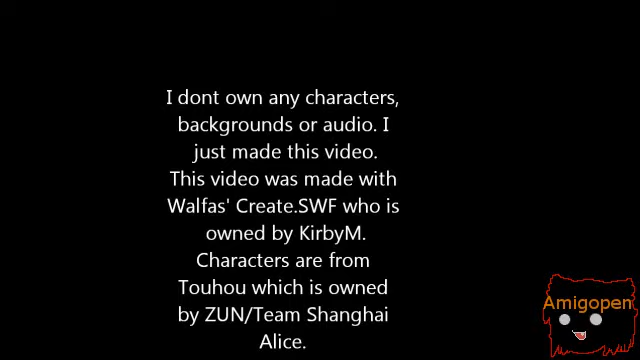 I dont own any characters,
backgrounds or audio. I
just made this video.
This video was made with
Walfas' Create.SWF who is
owned by KirbyM.
Characters are from
Touhou which is owned
by ZUN/Team Shanghai
Alice.
Amigopen